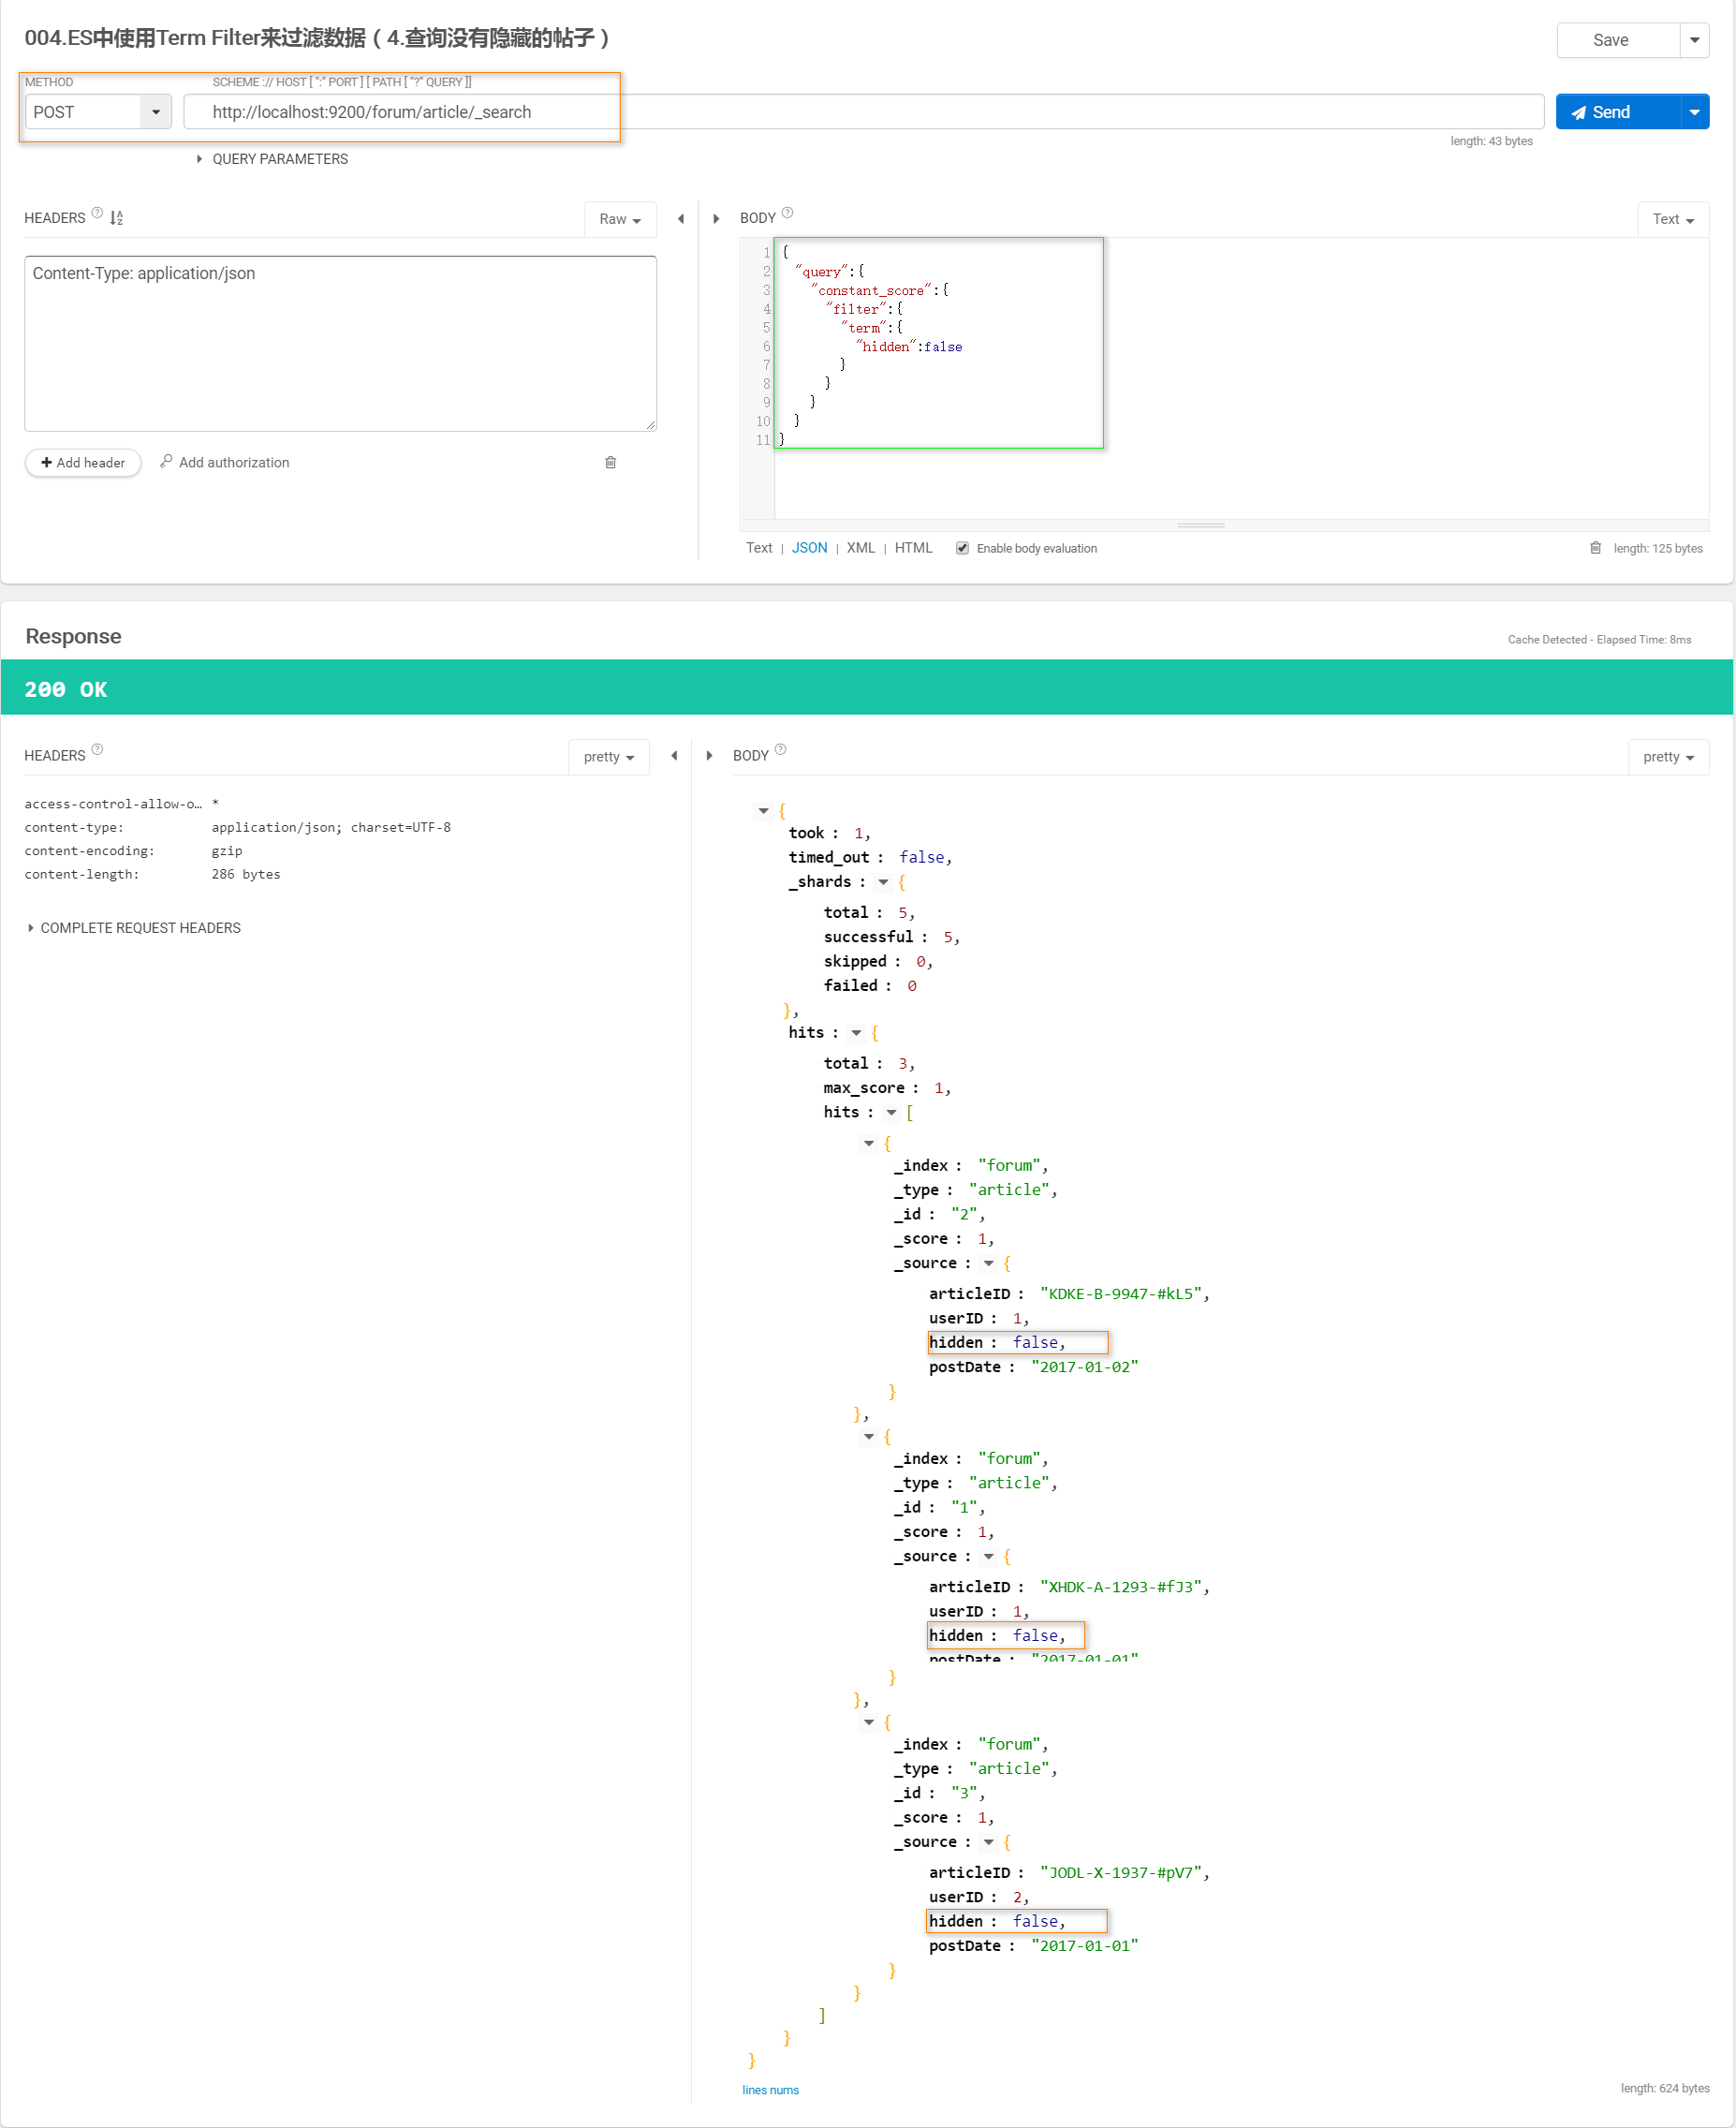 004.ES中使用Term Filter来过滤数据（4.查询没有隐藏的帖子）
Save
METHOD
SCHEME :// HOST [ ":" PORT ] [ PATH [ "?" QUERY ]]
POST
http://localhost:9200/forum/article/_search
Send
length: 43 bytes
QUERY PARAMETERS
HEADERS
Raw
BODY
Text
Content-Type: application/json
1 {
2 "query":{
3 "constant_score":{
4 "filter":{
5 "term":{
6 "hidden":false
7 }
8 }
9 }
10 }
11 }
Add header
Add authorization
Text | JSON | XML | HTML
Enable body evaluation
length: 125 bytes
Response
Cache Detected - Elapsed Time: 8ms
200 OK
HEADERS
pretty
BODY
pretty
access-control-allow-o… *
content-type: application/json; charset=UTF-8
content-encoding: gzip
content-length: 286 bytes
COMPLETE REQUEST HEADERS
{
took : 1,
timed_out : false,
_shards : {
total : 5,
successful : 5,
skipped : 0,
failed : 0
},
hits : {
total : 3,
max_score : 1,
hits : [
{
_index : "forum",
_type : "article",
_id : "2",
_score : 1,
_source : {
articleID : "KDKE-B-9947-#kL5",
userID : 1,
hidden : false,
postDate : "2017-01-02"
}
},
{
_index : "forum",
_type : "article",
_id : "1",
_score : 1,
_source : {
articleID : "XHDK-A-1293-#fJ3",
userID : 1,
hidden : false,
postDate : "2017-01-01"
}
},
{
_index : "forum",
_type : "article",
_id : "3",
_score : 1,
_source : {
articleID : "JODL-X-1937-#pV7",
userID : 2,
hidden : false,
postDate : "2017-01-01"
}
}
]
}
}
lines nums
length: 624 bytes